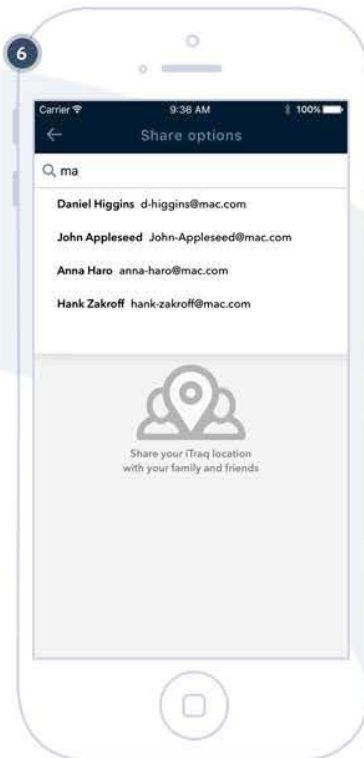 6
Carrier 9:36 AM 100%
Share options
ma
Daniel Higgins d-higgins@mac.com
John Appleseed John-Appleseed@mac.com
Anna Haro anna-haro@mac.com
Hank Zakroff hank-zakroff@mac.com
Share your iTraq location
with your family and friends